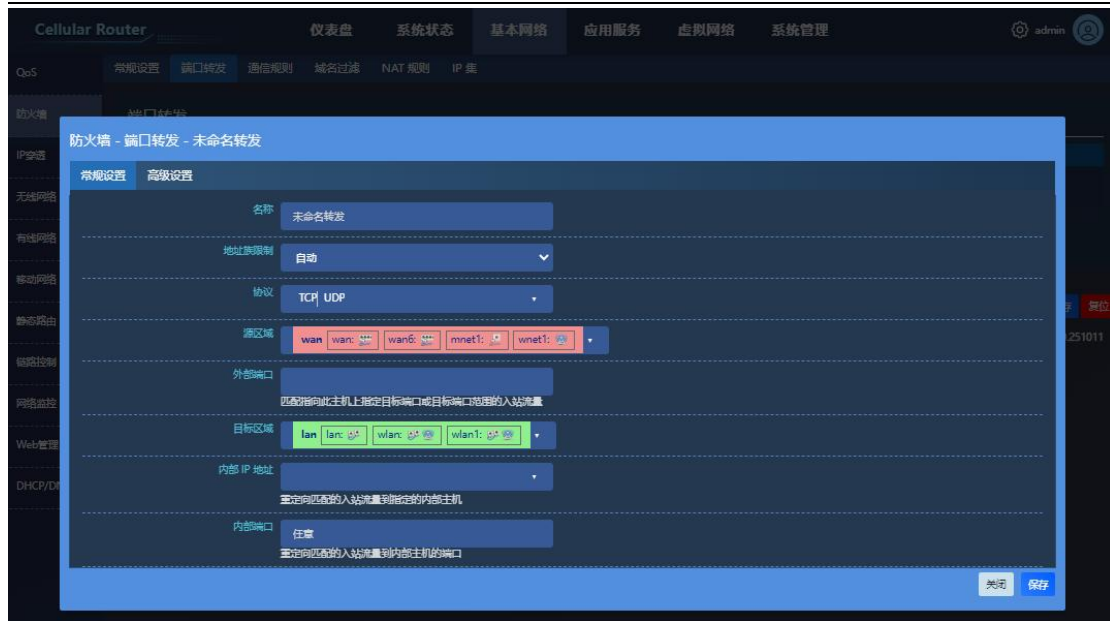 Cellular Router 仪表盘 系统状态 基本网络 应用服务 虚拟网络 系统管理 admin
QoS 常规设置 端口转发 通信规则 域名过滤 NAT 规则 IP 集
防火墙 端口转发
防火墙 - 端口转发 - 未命名转发
IP穿透
常规设置 高级设置
无线网络
名称 未命名转发
有线网络
地址族限制 自动
移动网络
协议 TCP UDP
静态路由 复位
源区域 wan wan: wan6: mnet1: wnet1:
.251011
链路控制
外部端口
匹配指向此主机上指定目标端口或目标端口范围的入站流量
网络监控
目标区域 lan lan: wlan: wlan1:
Web管理
内部 IP 地址
DHCP/D
重定向匹配的入站流量到指定的内部主机
内部端口 任意
重定向匹配的入站流量到内部主机的端口
关闭 保存